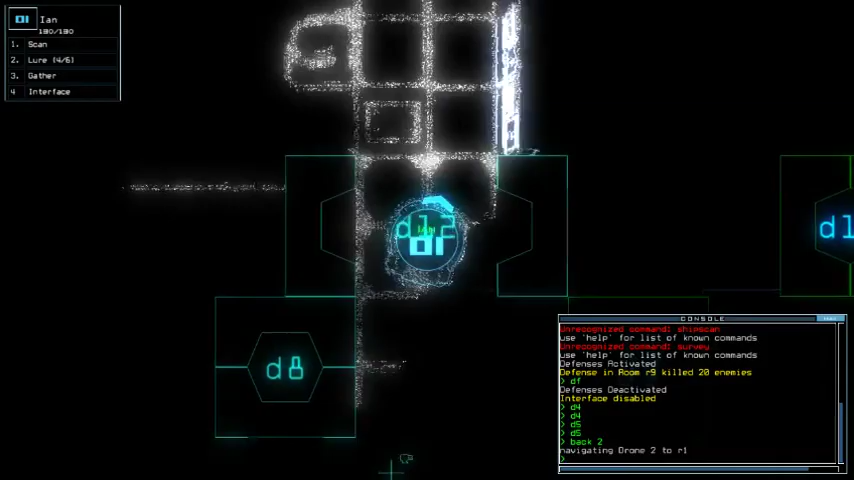 Ian
180/180
1. Scan
2. Lure (4/6)
3. Gather
4 Interface
d12
IAN
d1
d8
CONSOLE
Unrecognized command! shipscan
use 'help' for list of known commands
Unrecognized command! survey
use 'help' for list of known commands
Defenses Activated
Defense in Room r9 killed 20 enemies
> df
Defenses Deactivated
Interface disabled
> d4
> d4
> d5
> d5
> back 2
navigating Drone 2 to r1
>